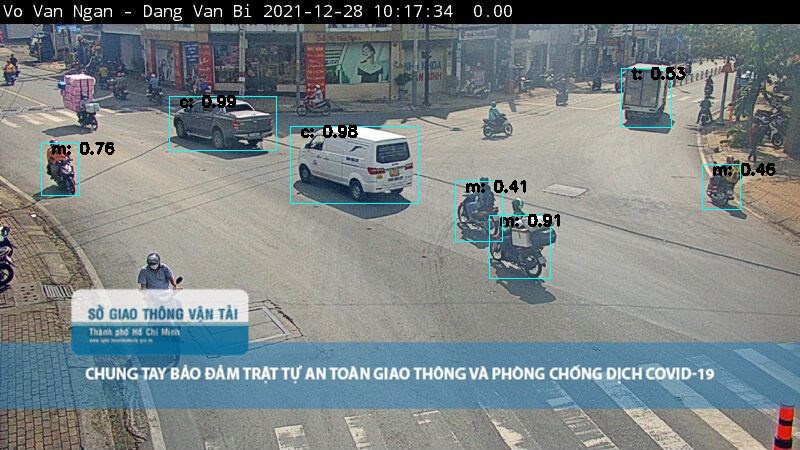 Vo Van Ngan - Dang Van Bi 2021-12-28 10:17:34 0.00
t: 0.53
c: 0.99
c: 0.98
m: 0.76
m: 0.46
m: 0.41
m: 0.91
SỞ GIAO THÔNG VẬN TẢI
Thành phố Hồ Chí Minh
CHUNG TAY BẢO ĐẢM TRẬT TỰ AN TOÀN GIAO THÔNG VÀ PHÒNG CHỐNG DỊCH COVID-19